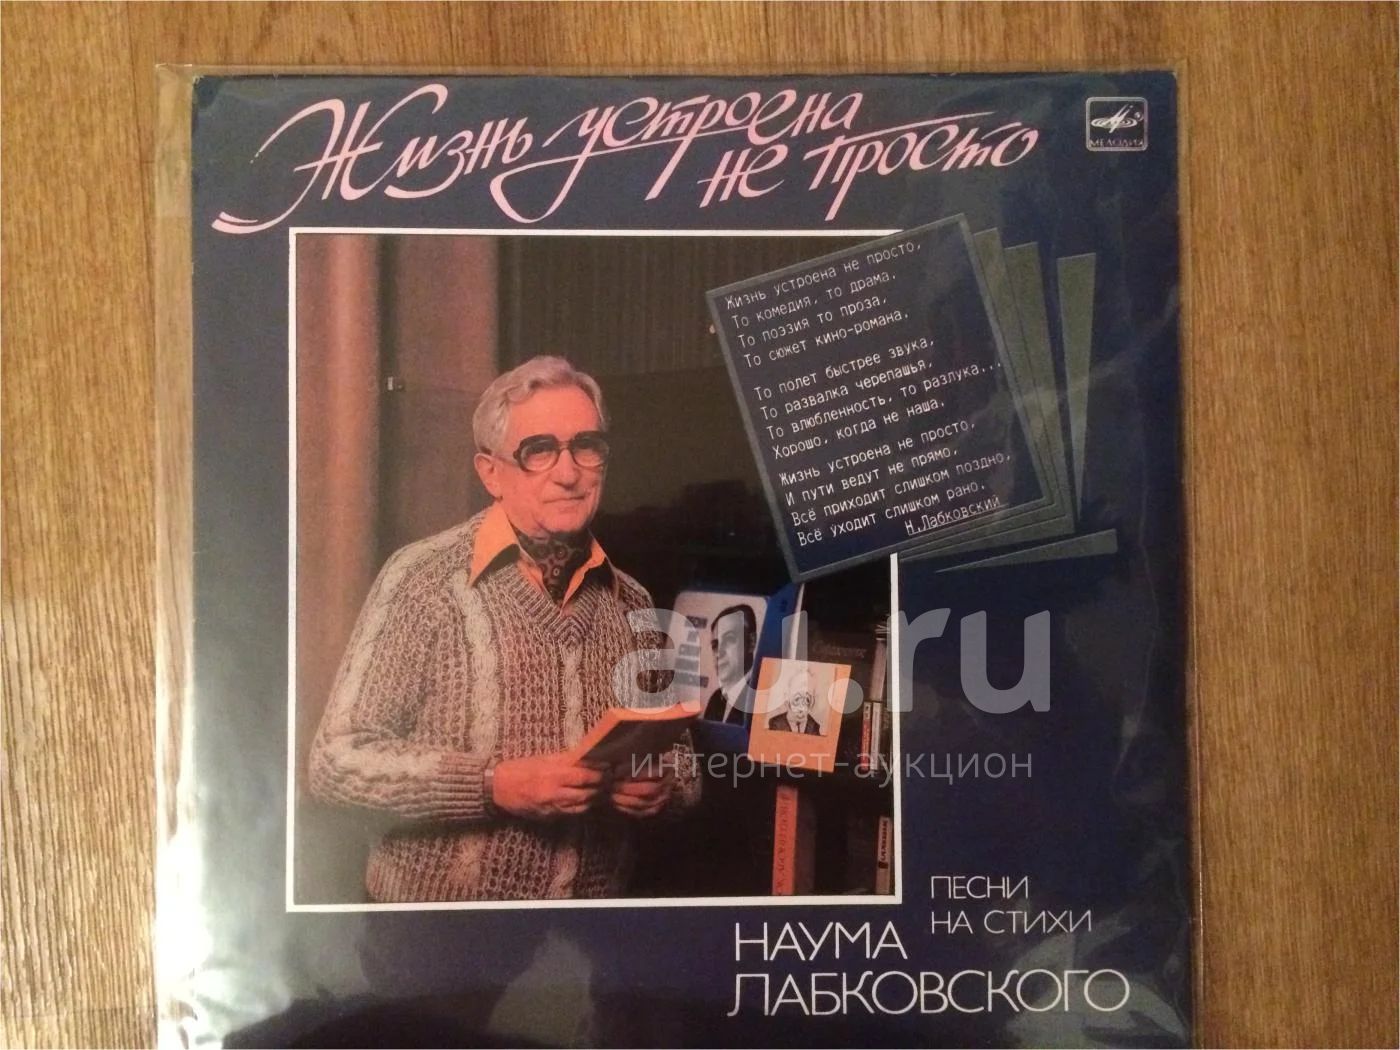 Жизнь устроена
не просто
МЕЛОДИЯ
Жизнь устроена не просто,
То комедия, то драма.
То поэзия то проза,
То сюжет кино-романа.
То полет быстрее звука,
То развалка черепашья,
То влюбленность, то разлука...
Хорошо, когда не наша.
Жизнь устроена не просто,
И пути ведут не прямо,
Всё приходит слишком поздно,
Всё уходит слишком рано.
Н.Лабковский
au.ru
интернет-аукцион
ПЕСНИ
НА СТИХИ
НАУМА
ЛАБКОВСКОГО